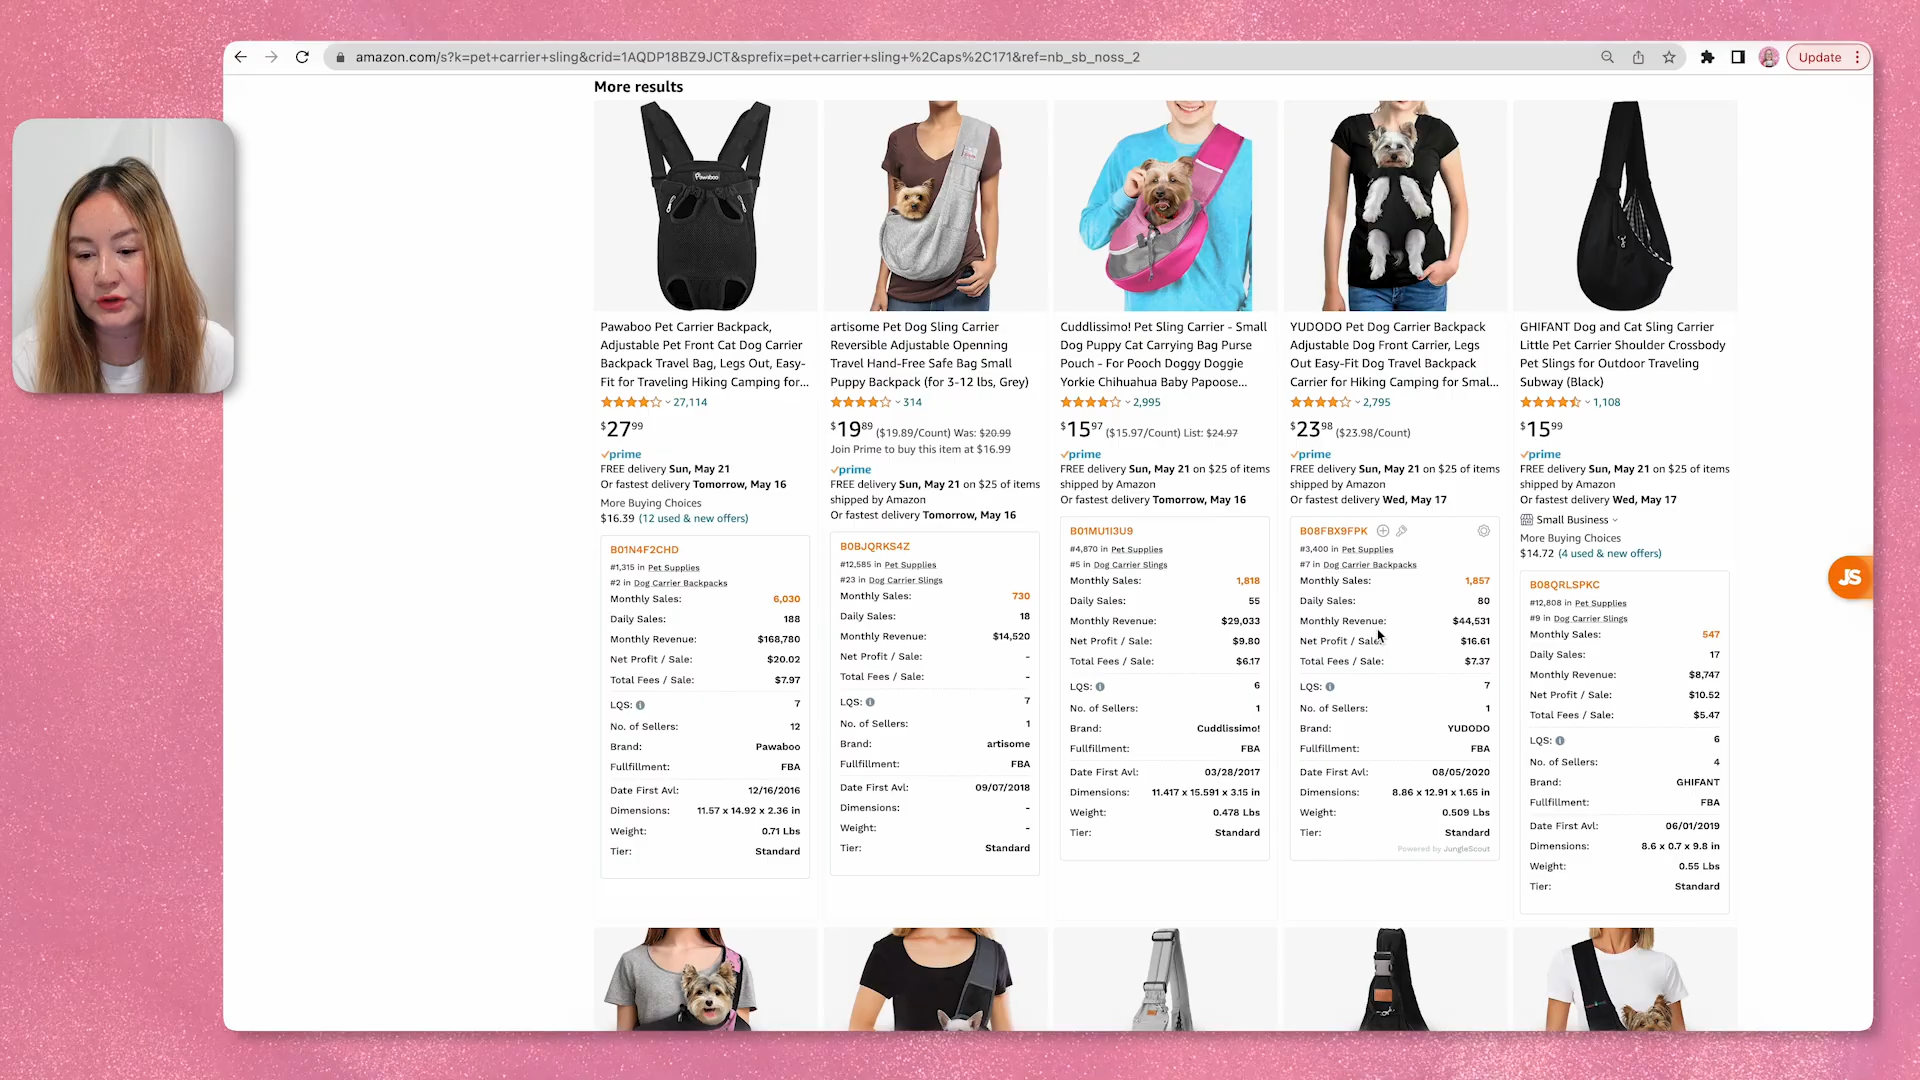 amazon.com/s?k=pet+carrier+sling&crid=1AQDP18BZ9JCT&sprefix=pet+carrier+sling+%2Caps%2C171&ref=nb_sb_noss_2
Update
More results
Pawaboo
Pawaboo Pet Carrier Backpack,
Adjustable Pet Front Cat Dog Carrier
Backpack Travel Bag, Legs Out, Easy-
Fit for Traveling Hiking Camping for...
27,114
$27 99
prime
FREE delivery Sun, May 21
Or fastest delivery Tomorrow, May 16
More Buying Choices
$16.39 (12 used & new offers)
B01N4F2CHD
#1,315 in Pet Supplies
#2 in Dog Carrier Backpacks
Monthly Sales: 6,030
Daily Sales: 188
Monthly Revenue: $168,780
Net Profit / Sale: $20.02
Total Fees / Sale: $7.97
LQS: 7
No. of Sellers: 12
Brand: Pawaboo
Fullfillment: FBA
Date First Avl: 12/16/2016
Dimensions: 11.57 x 14.92 x 2.36 in
Weight: 0.71 Lbs
Tier: Standard
artisome Pet Dog Sling Carrier
Reversible Adjustable Openning
Travel Hand-Free Safe Bag Small
Puppy Backpack (for 3-12 lbs, Grey)
314
$19 89 ($19.89/Count) Was: $20.99
Join Prime to buy this item at $16.99
prime
FREE delivery Sun, May 21 on $25 of items
shipped by Amazon
Or fastest delivery Tomorrow, May 16
B0BJQRKS4Z
#12,585 in Pet Supplies
#23 in Dog Carrier Slings
Monthly Sales: 730
Daily Sales: 18
Monthly Revenue: $14,520
Net Profit / Sale: -
Total Fees / Sale: -
LQS: 7
No. of Sellers: 1
Brand: artisome
Fullfillment: FBA
Date First Avl: 09/07/2018
Dimensions: -
Weight: -
Tier: Standard
Cuddlissimo! Pet Sling Carrier - Small
Dog Puppy Cat Carrying Bag Purse
Pouch - For Pooch Doggy Doggie
Yorkie Chihuahua Baby Papoose...
2,995
$15 97 ($15.97/Count) List: $24.97
prime
FREE delivery Sun, May 21 on $25 of items
shipped by Amazon
Or fastest delivery Tomorrow, May 16
B01MU1I3U9
#4,870 in Pet Supplies
#5 in Dog Carrier Slings
Monthly Sales: 1,818
Daily Sales: 55
Monthly Revenue: $29,033
Net Profit / Sale: $9.80
Total Fees / Sale: $6.17
LQS: 6
No. of Sellers: 1
Brand: Cuddlissimo!
Fullfillment: FBA
Date First Avl: 03/28/2017
Dimensions: 11.417 x 15.591 x 3.15 in
Weight: 0.478 Lbs
Tier: Standard
YUDODO Pet Dog Carrier Backpack
Adjustable Dog Front Carrier, Legs
Out Easy-Fit Dog Travel Backpack
Carrier for Hiking Camping for Smal...
2,795
$23 98 ($23.98/Count)
prime
FREE delivery Sun, May 21 on $25 of items
shipped by Amazon
Or fastest delivery Wed, May 17
B08FBX9FPK
#3,400 in Pet Supplies
#7 in Dog Carrier Backpacks
Monthly Sales: 1,857
Daily Sales: 80
Monthly Revenue: $44,531
Net Profit / Sale: $16.61
Total Fees / Sale: $7.37
LQS: 7
No. of Sellers: 1
Brand: YUDODO
Fullfillment: FBA
Date First Avl: 08/05/2020
Dimensions: 8.86 x 12.91 x 1.65 in
Weight: 0.509 Lbs
Tier: Standard
Powered by JungleScout
GHIFANT Dog and Cat Sling Carrier
Little Pet Carrier Shoulder Crossbody
Pet Slings for Outdoor Traveling
Subway (Black)
1,108
$15 99
prime
FREE delivery Sun, May 21 on $25 of items
shipped by Amazon
Or fastest delivery Wed, May 17
Small Business
More Buying Choices
$14.72 (4 used & new offers)
B08QRLSPKC
#12,808 in Pet Supplies
#9 in Dog Carrier Slings
Monthly Sales: 547
Daily Sales: 17
Monthly Revenue: $8,747
Net Profit / Sale: $10.52
Total Fees / Sale: $5.47
LQS: 6
No. of Sellers: 4
Brand: GHIFANT
Fullfillment: FBA
Date First Avl: 06/01/2019
Dimensions: 8.6 x 0.7 x 9.8 in
Weight: 0.55 Lbs
Tier: Standard
JS